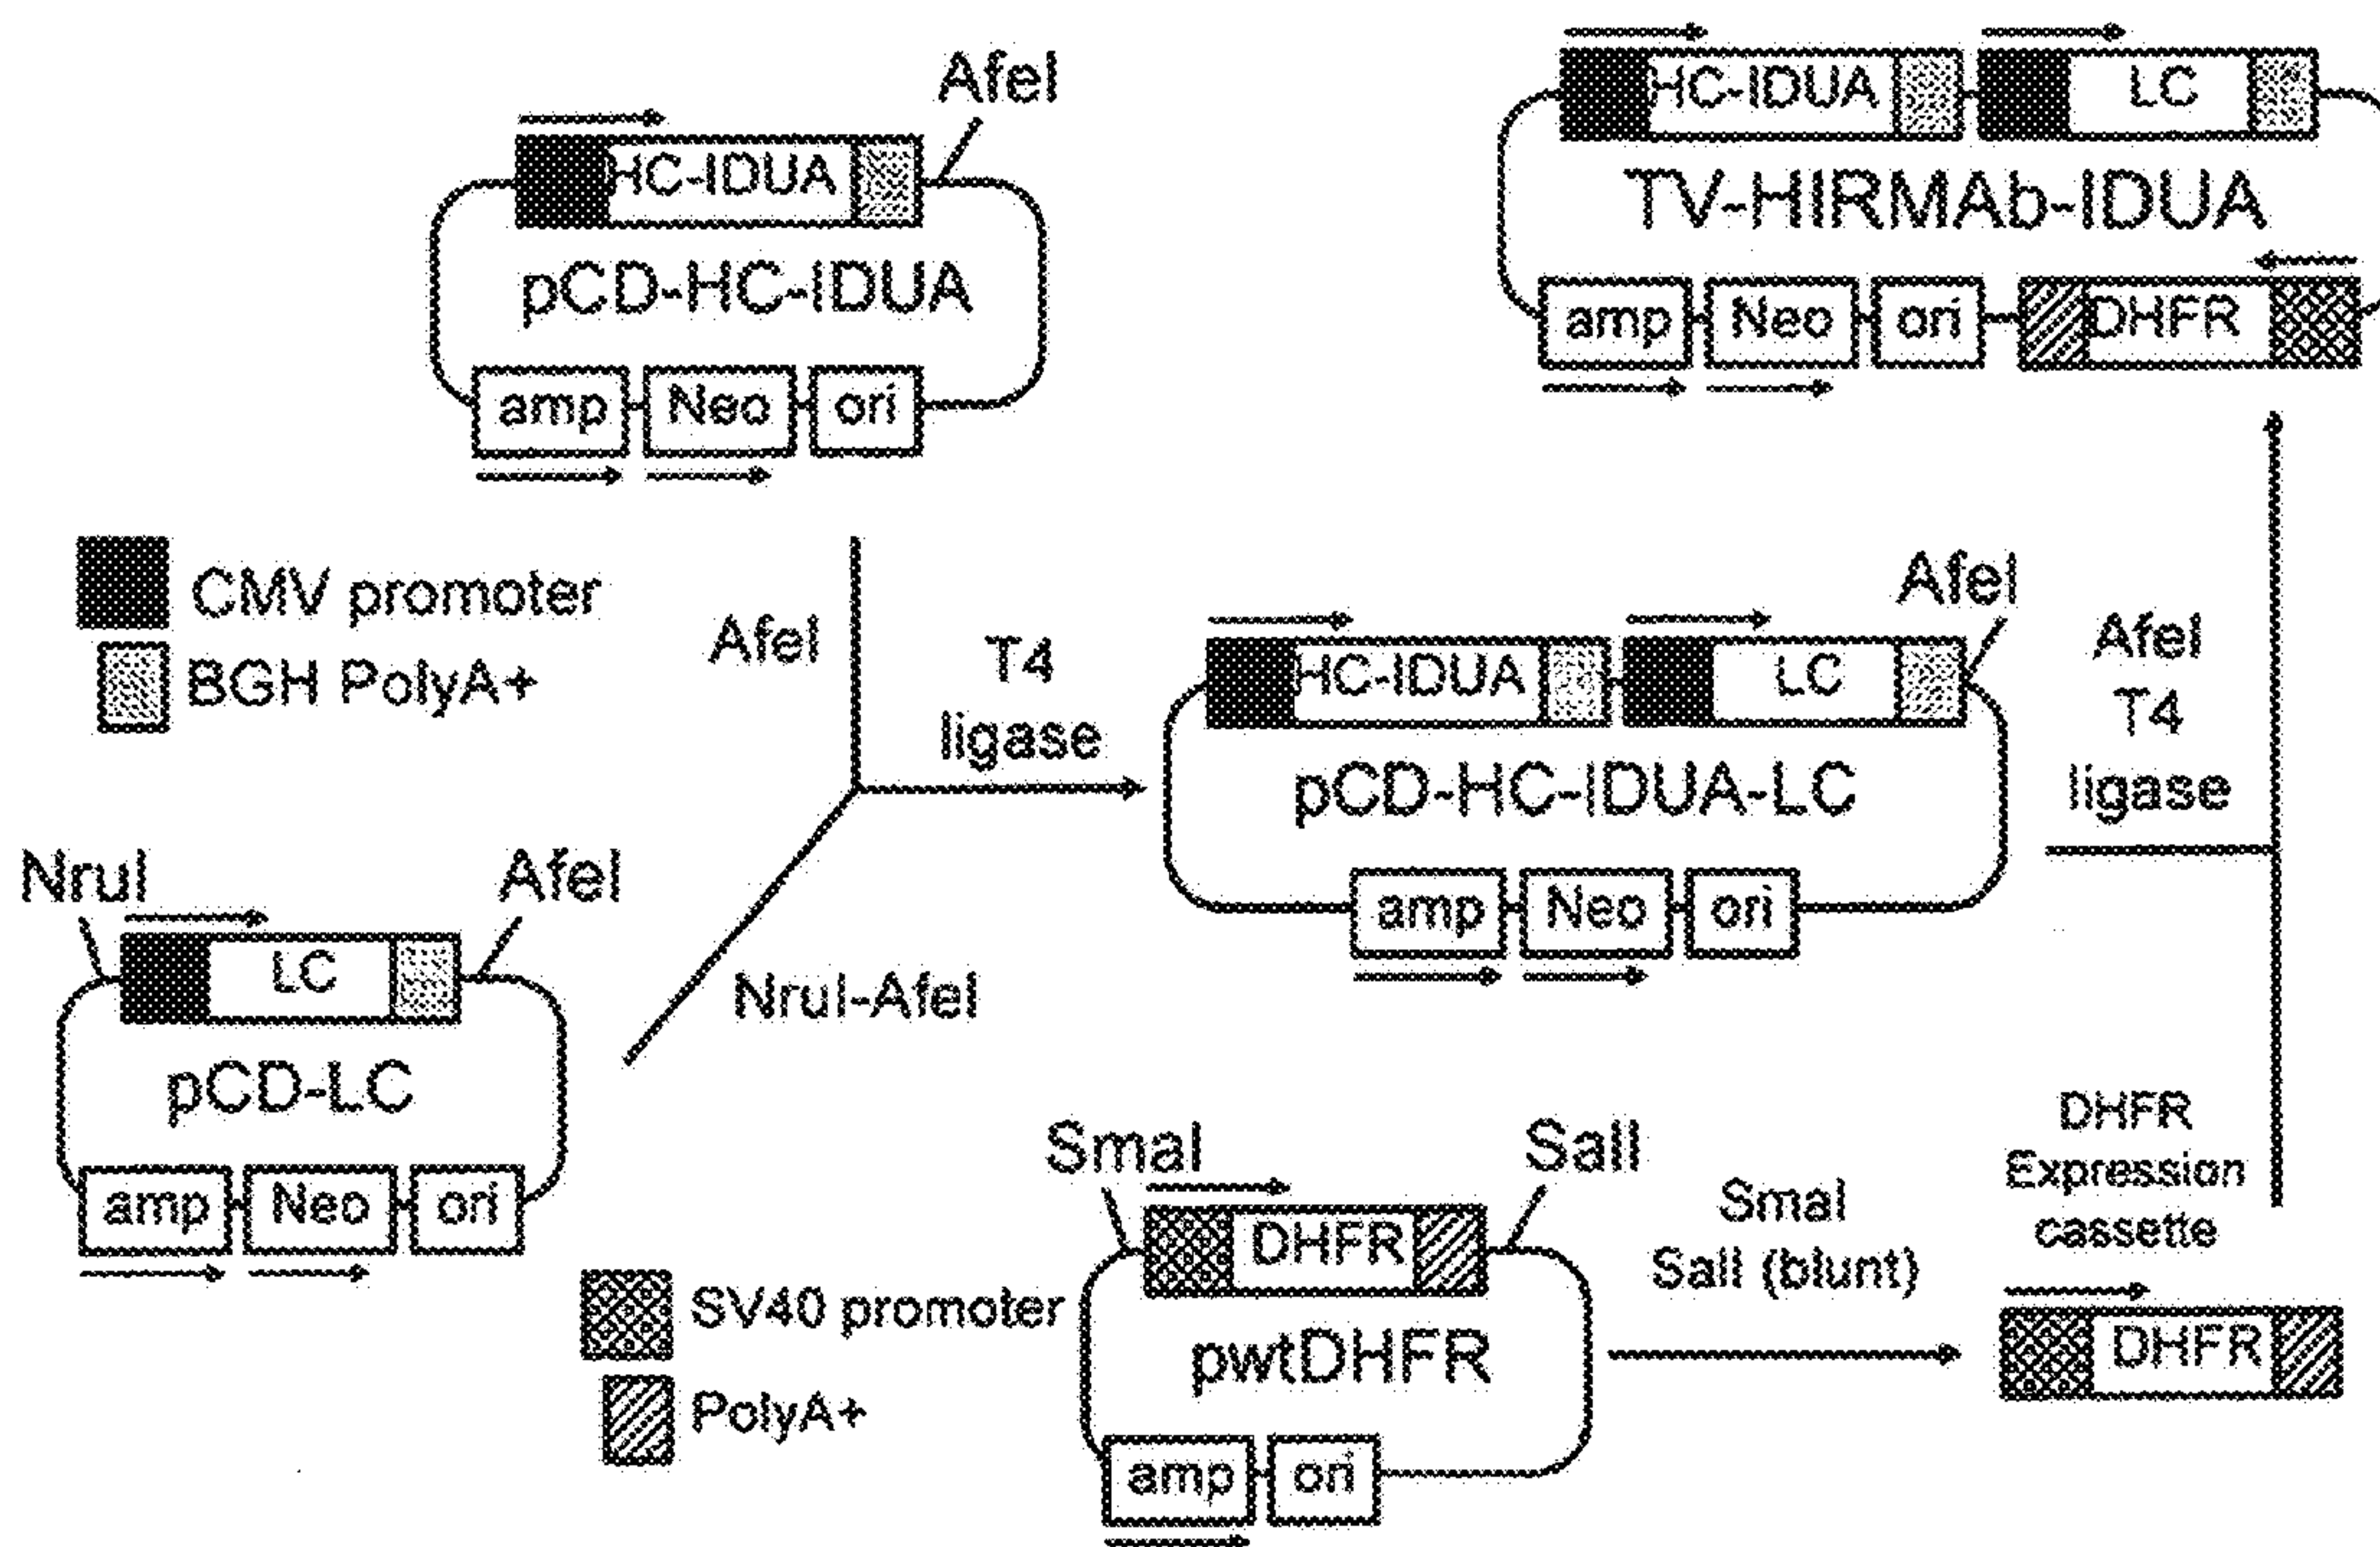 AfeI
HC-IDUA
pCD-HC-IDUA
amp Neo ori
HC-IDUA LC
TV-HIRMAb-IDUA
amp Neo ori DHFR
CMV promoter
BGH PolyA+
AfeI
T4
ligase
NruI-AfeI
AfeI
HC-IDUA LC
pCD-HC-IDUA-LC
amp Neo ori
AfeI
T4
ligase
NruI AfeI
LC
pCD-LC
amp Neo ori
SV40 promoter
PolyA+
SmaI SalI
DHFR
pwtDHFR
amp ori
SmaI
SalI (blunt)
DHFR
Expression
cassette
DHFR